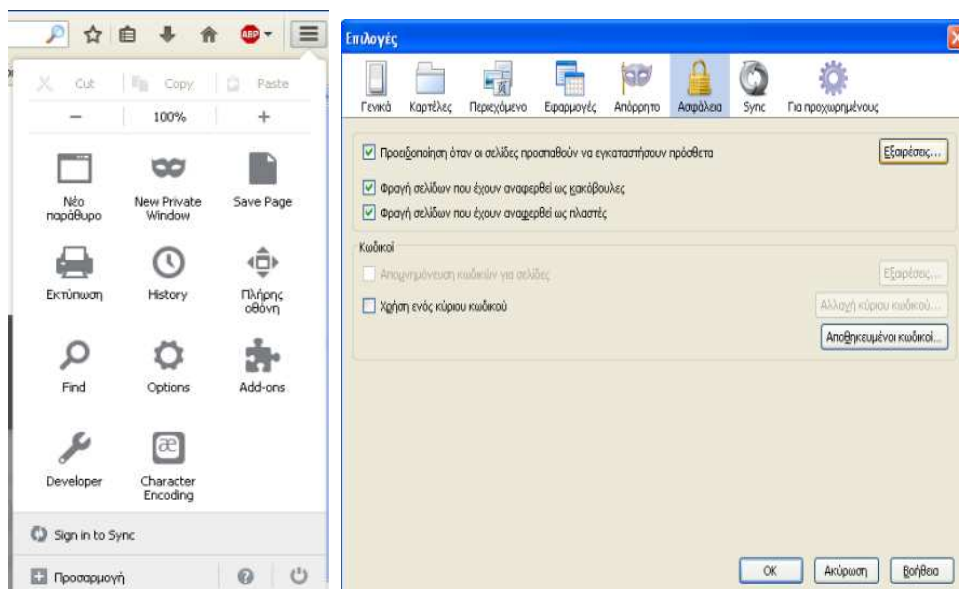 ABP
Cut Copy Paste
− 100% +
Νέο παράθυρο
New Private Window
Save Page
Εκτύπωση
History
Πλήρης οθόνη
Find
Options
Add-ons
Developer
Character Encoding
æ
Sign in to Sync
Προσαρμογή
Επιλογές
Γενικά Καρτέλες Περιεχόμενο Εφαρμογές Απόρρητο Ασφάλεια Sync Για προχωρημένους
Προειδοποίηση όταν οι σελίδες προσπαθούν να εγκαταστήσουν πρόσθετα Εξαιρέσεις...
Φραγή σελίδων που έχουν αναφερθεί ως κακόβουλες
Φραγή σελίδων που έχουν αναφερθεί ως πλαστές
Κωδικοί
Απομνημόνευση κωδικών για σελίδες Εξαιρέσεις...
Χρήση ενός κύριου κωδικού Αλλαγή κύριου κωδικού...
Αποθηκευμένοι κωδικοί...
OK Ακύρωση Βοήθεια